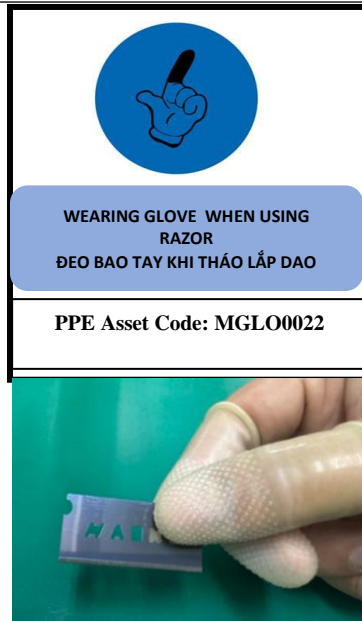 WEARING GLOVE WHEN USING
RAZOR
ĐEO BAO TAY KHI THÁO LẮP DAO
PPE Asset Code: MGLO0022